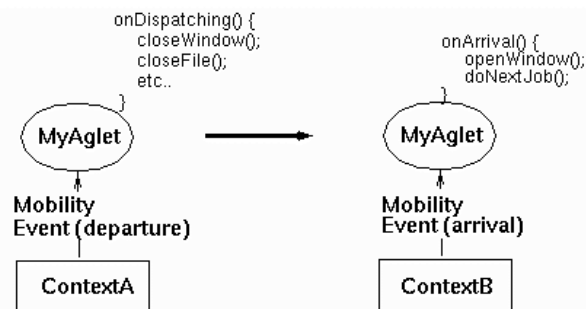 onDispatching() {
closeWindow();
closeFile();
etc..
}
MyAglet
Mobility
Event (departure)
ContextA
onArrival() {
openWindow();
doNextJob();
}
MyAglet
Mobility
Event (arrival)
ContextB